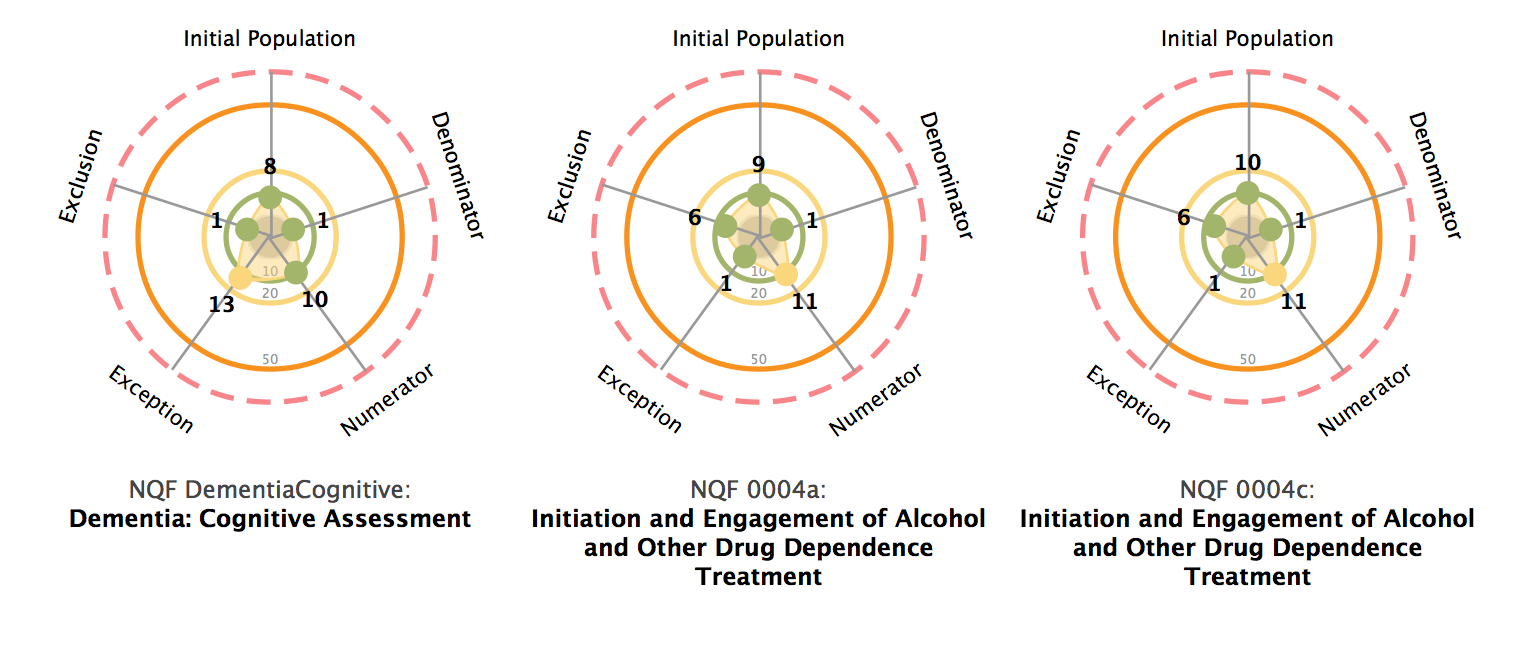 Initial Population
Denominator
Numerator
Exception
Exclusion
8
1
10
13
1
10
20
50
NQF DementiaCognitive:
Dementia: Cognitive Assessment
Initial Population
Denominator
Numerator
Exception
Exclusion
9
1
11
1
6
10
20
50
NQF 0004a:
Initiation and Engagement of Alcohol
and Other Drug Dependence
Treatment
Initial Population
Denominator
Numerator
Exception
Exclusion
10
1
11
1
6
10
20
50
NQF 0004c:
Initiation and Engagement of Alcohol
and Other Drug Dependence
Treatment